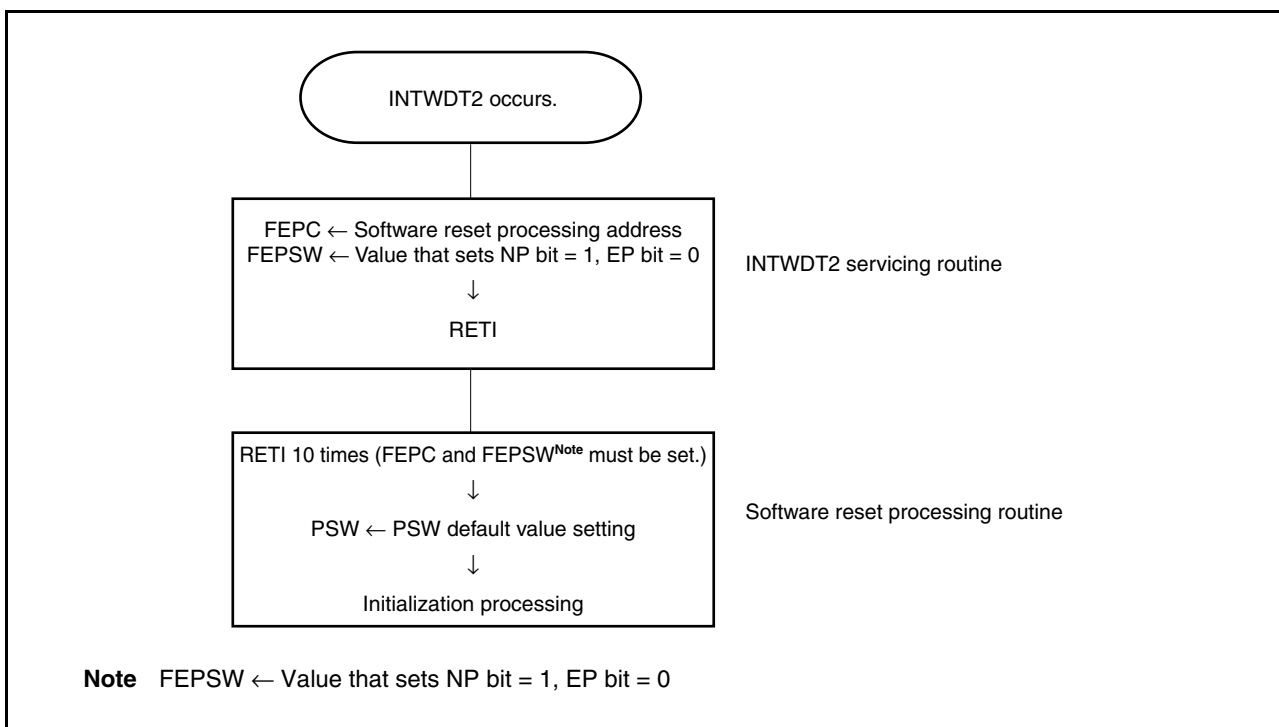 INTWDT2 occurs.
FEPC ← Software reset processing address
FEPSW ← Value that sets NP bit = 1, EP bit = 0
↓
RETI
INTWDT2 servicing routine
RETI 10 times (FEPC and FEPSWNote must be set.)
↓
PSW ← PSW default value setting
↓
Initialization processing
Software reset processing routine
Note FEPSW ← Value that sets NP bit = 1, EP bit = 0